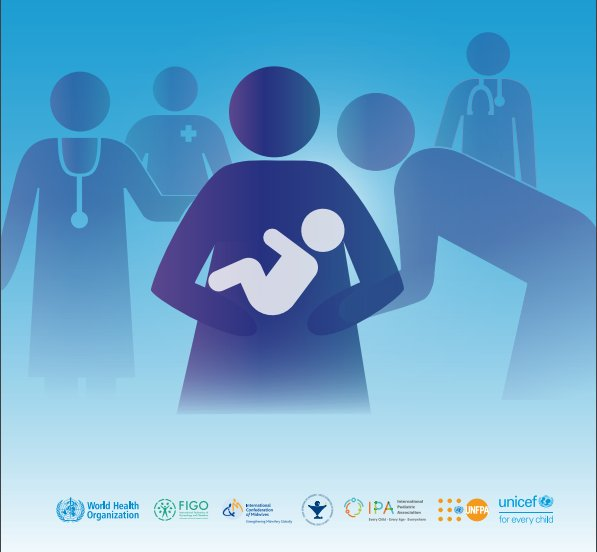 World Health
Organization
FIGO
International
Confederation
of Midwives
Strengthening Midwifery Globally
IPA
International
Pediatric
Association
Every Child - Every Age - Everywhere
UNFPA
unicef
for every child